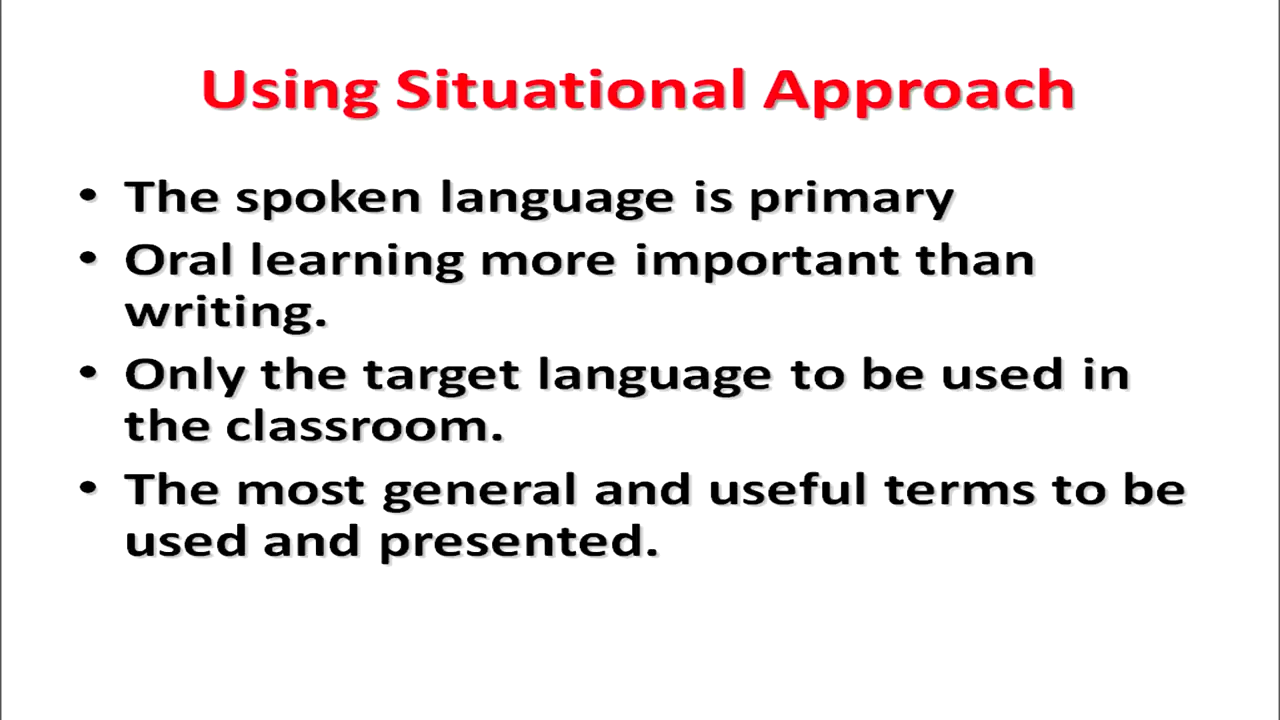 Using Situational Approach
• The spoken language is primary
• Oral learning more important than
writing.
• Only the target language to be used in
the classroom.
• The most general and useful terms to be
used and presented.